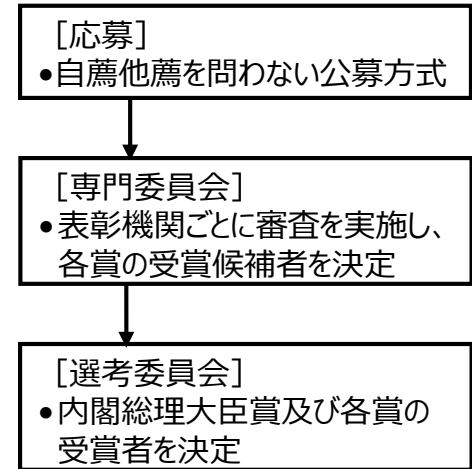 ［応募］
•自薦他薦を問わない公募方式
［専門委員会］
•表彰機関ごとに審査を実施し、
各賞の受賞候補者を決定
［選考委員会］
•内閣総理大臣賞及び各賞の
受賞者を決定